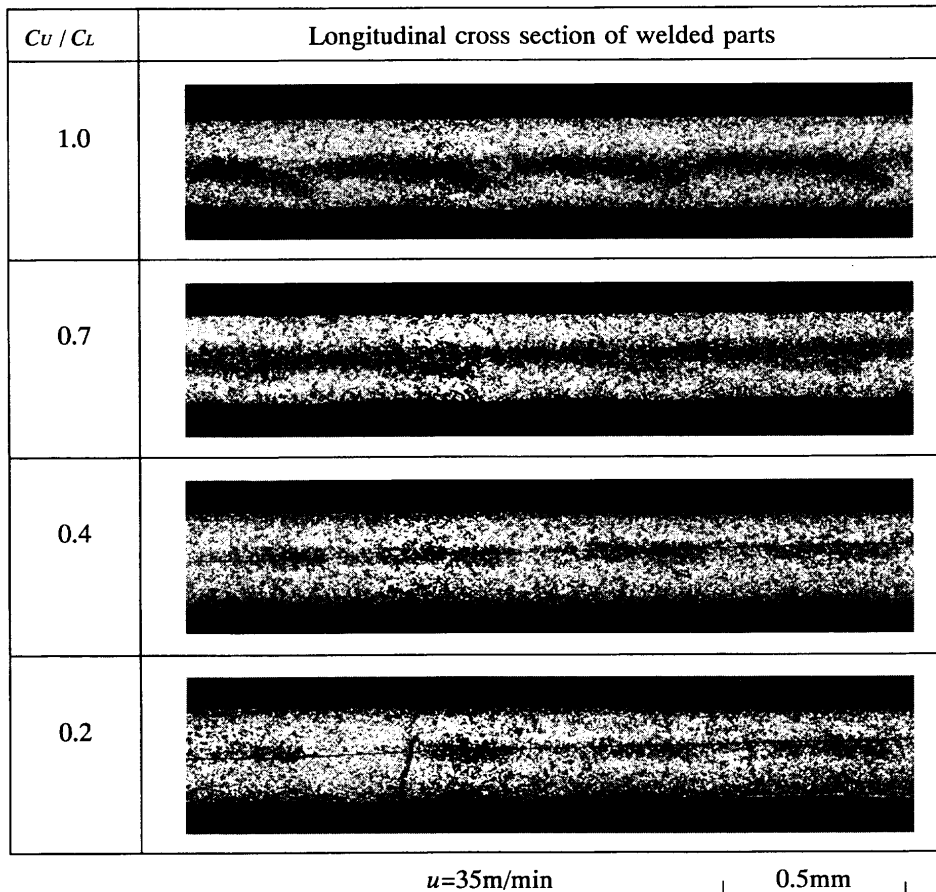 CU / CL Longitudinal cross section of welded parts
1.0
0.7
0.4
0.2
u=35m/min 0.5mm